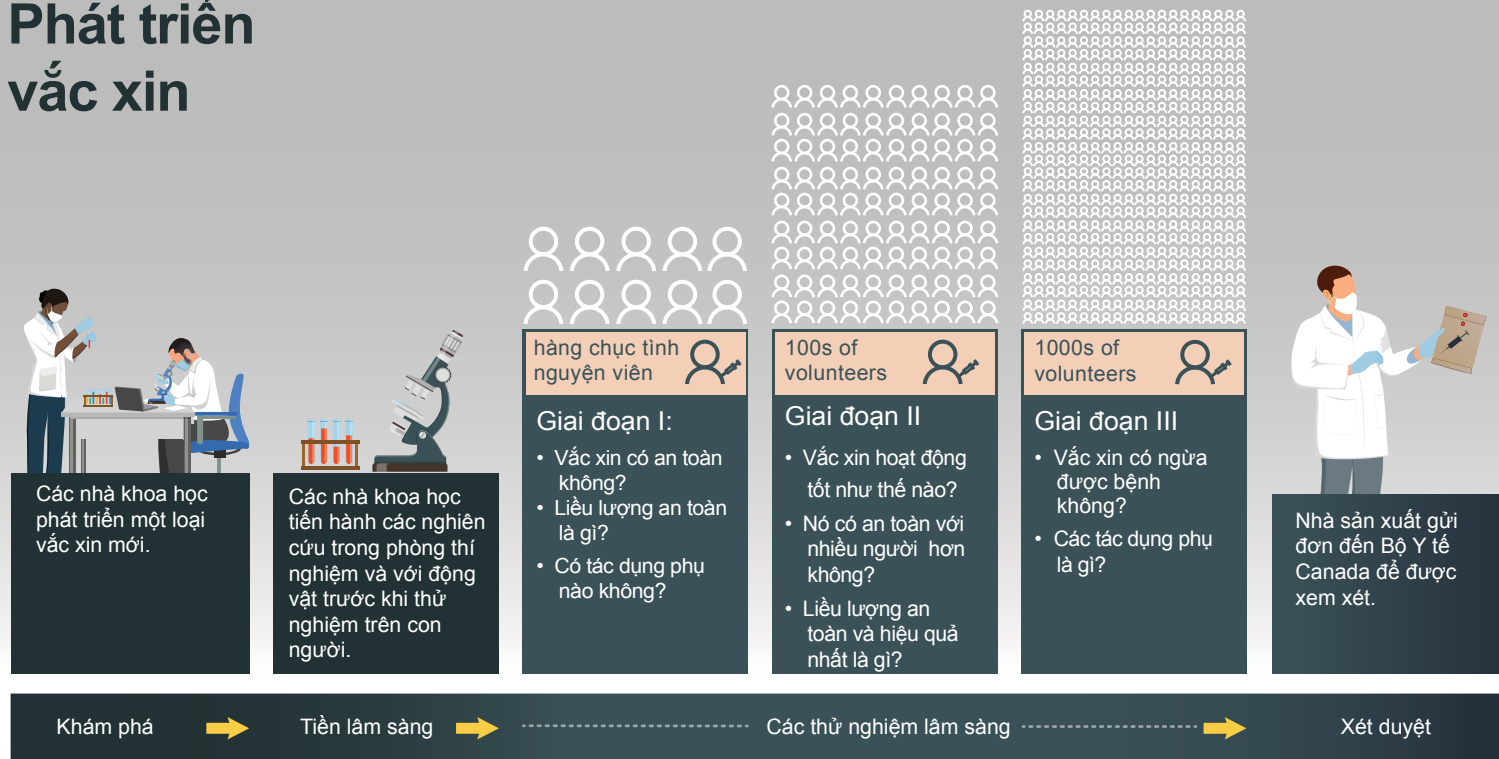 Phát triển
vắc xin
Các nhà khoa học
phát triển một loại
vắc xin mới.
Các nhà khoa học
tiến hành các nghiên
cứu trong phòng thí
nghiệm và với động
vật trước khi thử
nghiệm trên con
người.
hàng chục tình
nguyện viên
Giai đoạn I:
• Vắc xin có an toàn
không?
• Liều lượng an toàn
là gì?
• Có tác dụng phụ
nào không?
100s of
volunteers
Giai đoạn II
• Vắc xin hoạt động
tốt như thế nào?
• Nó có an toàn với
nhiều người hơn
không?
• Liều lượng an
toàn và hiệu quả
nhất là gì?
1000s of
volunteers
Giai đoạn III
• Vắc xin có ngừa
được bệnh
không?
• Các tác dụng phụ
là gì?
Nhà sản xuất gửi
đơn đến Bộ Y tế
Canada để được
xem xét.
Khám phá
Tiền lâm sàng
Các thử nghiệm lâm sàng
Xét duyệt